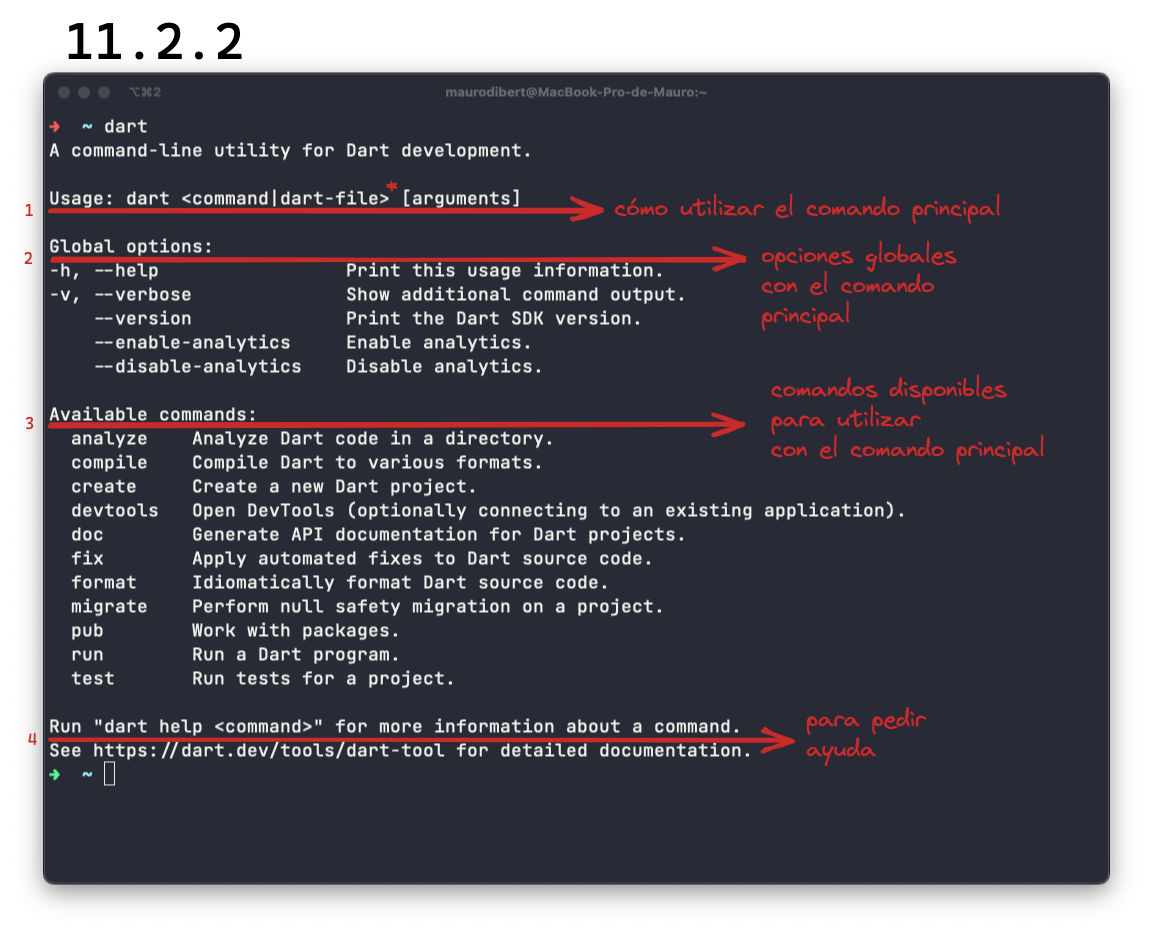 11.2.2
⌥⌘2
maurodibert@MacBook-Pro-de-Mauro:~
➜ ~ dart
A command-line utility for Dart development.
1
Usage: dart <command|dart-file>* [arguments]
cómo utilizar el comando principal
2
Global options:
opciones globales
con el comando
principal
-h, --help Print this usage information.
-v, --verbose Show additional command output.
--version Print the Dart SDK version.
--enable-analytics Enable analytics.
--disable-analytics Disable analytics.
3
Available commands:
comandos disponibles
para utilizar
con el comando principal
analyze Analyze Dart code in a directory.
compile Compile Dart to various formats.
create Create a new Dart project.
devtools Open DevTools (optionally connecting to an existing application).
doc Generate API documentation for Dart projects.
fix Apply automated fixes to Dart source code.
format Idiomatically format Dart source code.
migrate Perform null safety migration on a project.
pub Work with packages.
run Run a Dart program.
test Run tests for a project.
4
Run "dart help <command>" for more information about a command.
See https://dart.dev/tools/dart-tool for detailed documentation.
para pedir
ayuda
➜ ~